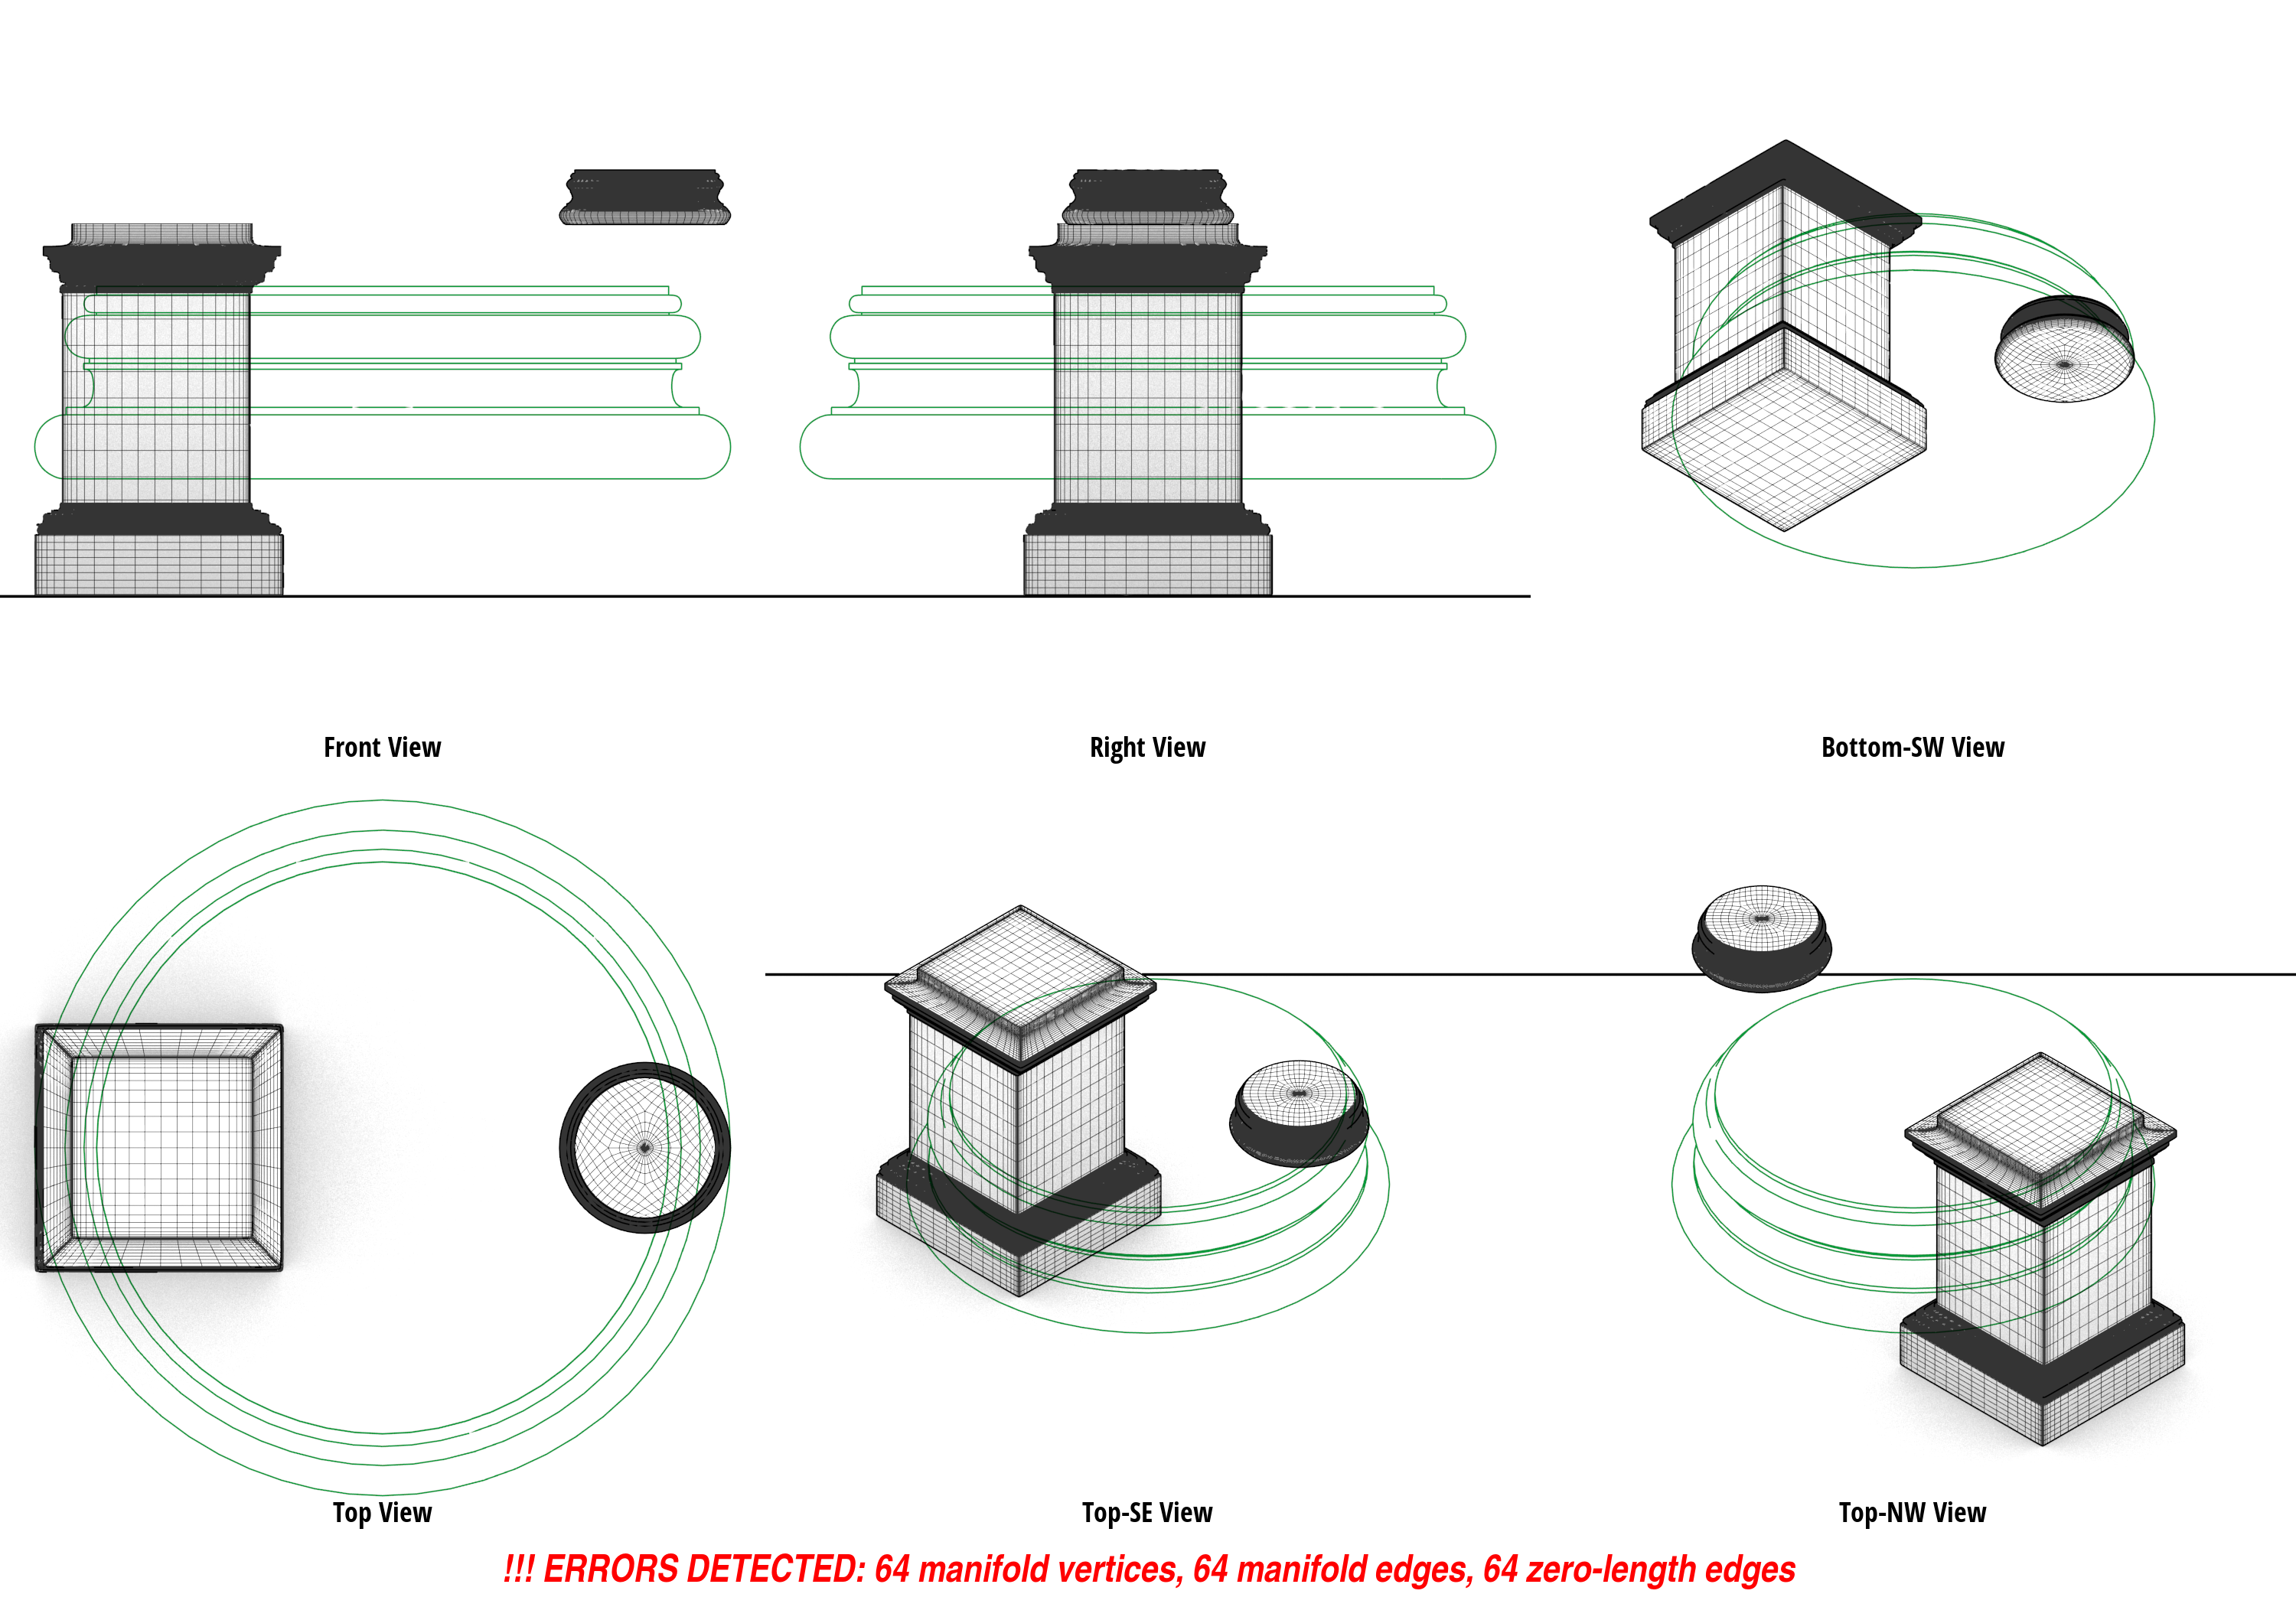 Front View
Right View
Bottom-SW View
Top View
Top-SE View
Top-NW View
!!! ERRORS DETECTED: 64 manifold vertices, 64 manifold edges, 64 zero-length edges